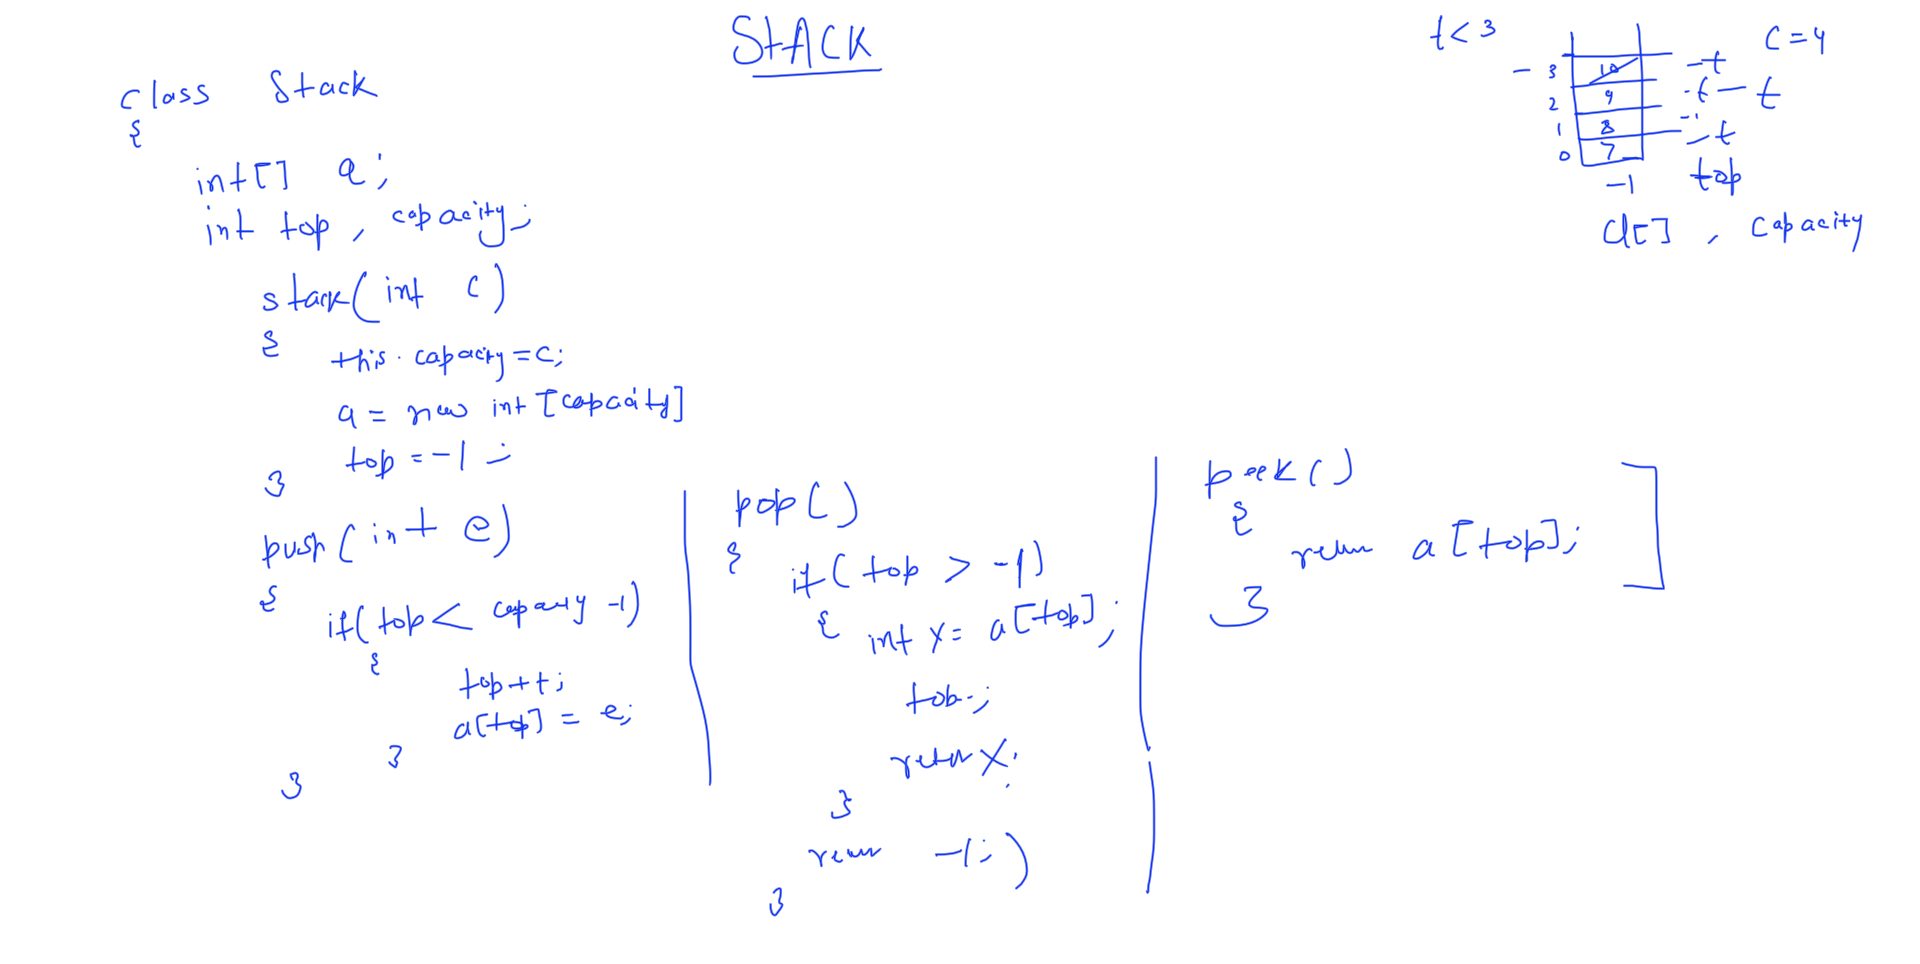 STACK
class Stack
{
int[] a;
int top, capacity;
stack(int c)
{
this.capacity=c;
a = new int [capacity]
top = -1;
}
push(int e)
{
if(top < capacity -1)
{
top++;
a[top] = e;
}
}
pop()
{
if(top > -1)
{
int x= a[top];
top-;
return x;
}
return -1;)
}
peek()
{
return a[top];
}
t<3
C=4
- 3 10 -t
2 9 -t - t
1 8 -t
0 7
-1 top
a[] , capacity